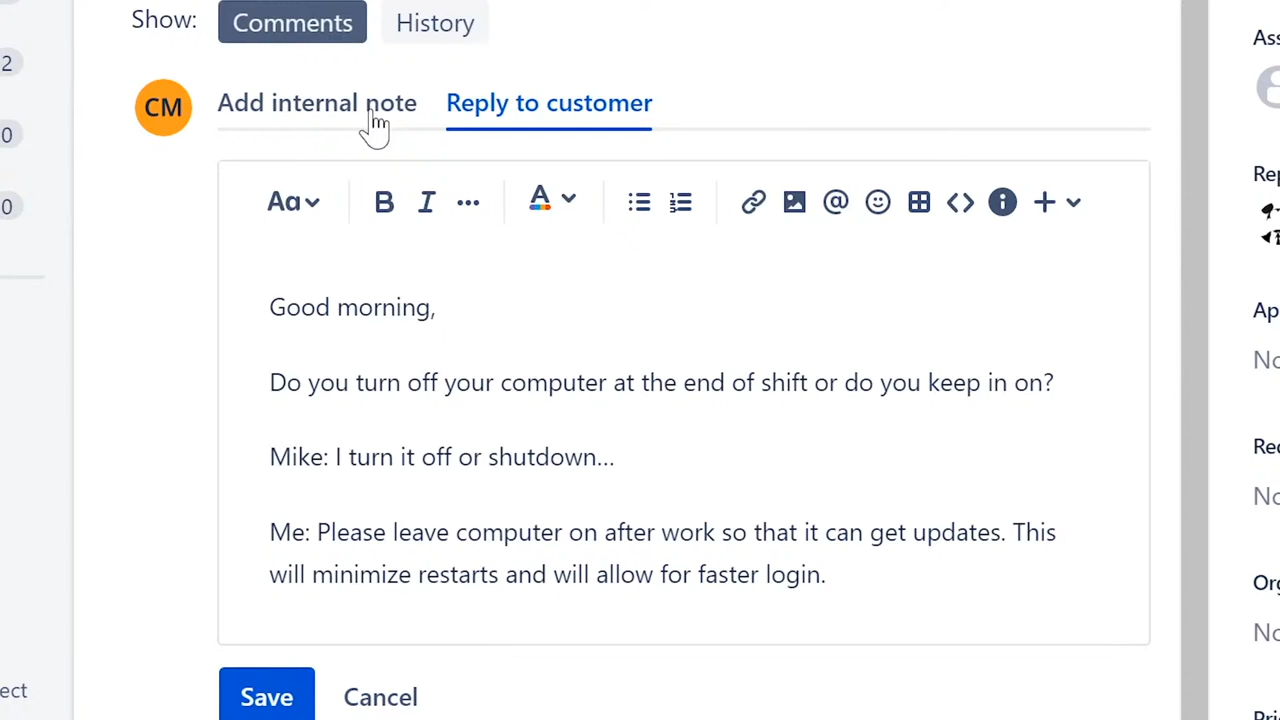 Show: Comments History
2
CM Add internal note Reply to customer
0
Aa B I A
0
Good morning,
Do you turn off your computer at the end of shift or do you keep in on?
Mike: I turn it off or shutdown...
Me: Please leave computer on after work so that it can get updates. This
will minimize restarts and will allow for faster login.
Save Cancel